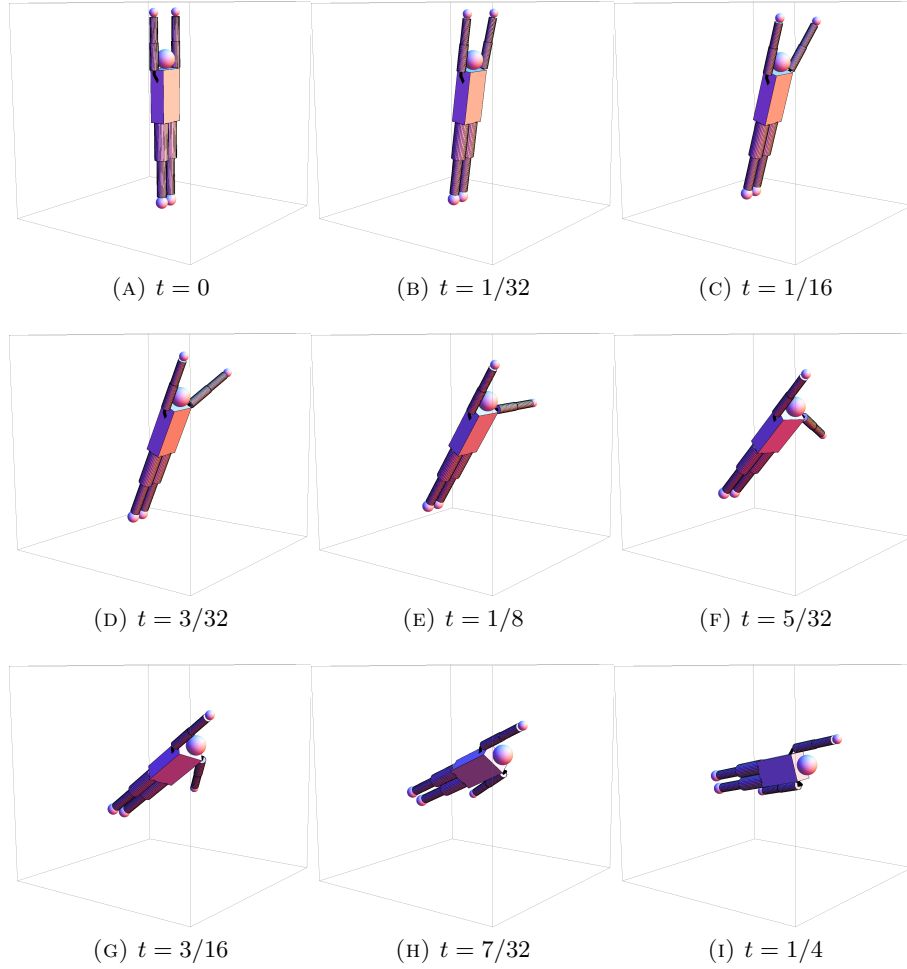 (A) t = 0
(B) t = 1/32
(C) t = 1/16
(D) t = 3/32
(E) t = 1/8
(F) t = 5/32
(G) t = 3/16
(H) t = 7/32
(I) t = 1/4